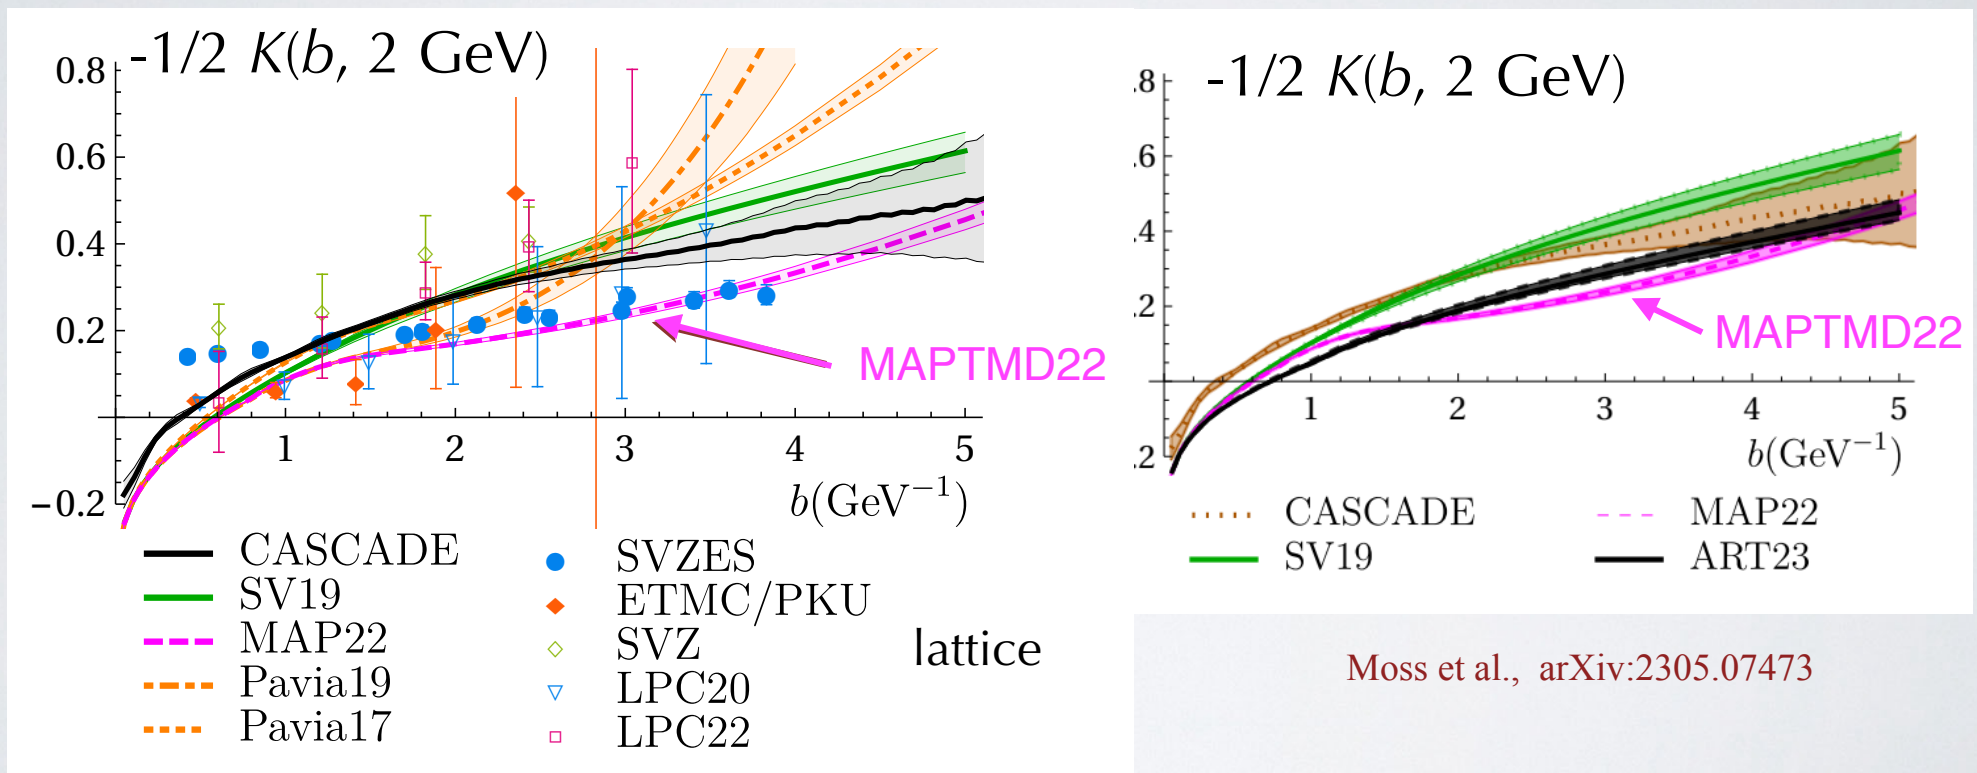 -1/2 K(b, 2 GeV)
0.8
0.6
0.4
0.2
−0.2
1 2 3 4 5
b(GeV⁻¹)
MAPTMD22
CASCADE
SV19
MAP22
Pavia19
Pavia17
SVZES
ETMC/PKU
SVZ
LPC20
LPC22
lattice
-1/2 K(b, 2 GeV)
.8
.6
.4
.2
.2
1 2 3 4 5
b(GeV⁻¹)
MAPTMD22
CASCADE
SV19
MAP22
ART23
Moss et al., arXiv:2305.07473